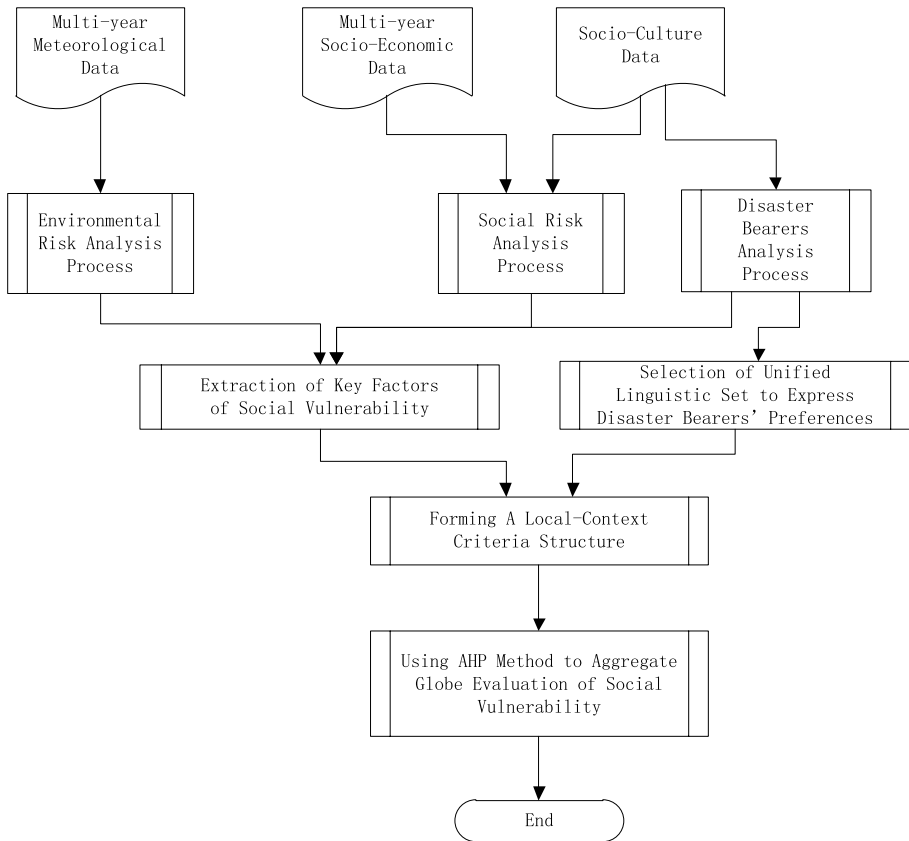 Multi-year
Meteorological
Data
Multi-year
Socio-Economic
Data
Socio-Culture
Data
Environmental
Risk Analysis
Process
Social Risk
Analysis
Process
Disaster
Bearers
Analysis
Process
Extraction of Key Factors
of Social Vulnerability
Selection of Unified
Linguistic Set to Express
Disaster Bearers’ Preferences
Forming A Local-Context
Criteria Structure
Using AHP Method to Aggregate
Globe Evaluation of Social
Vulnerability
End